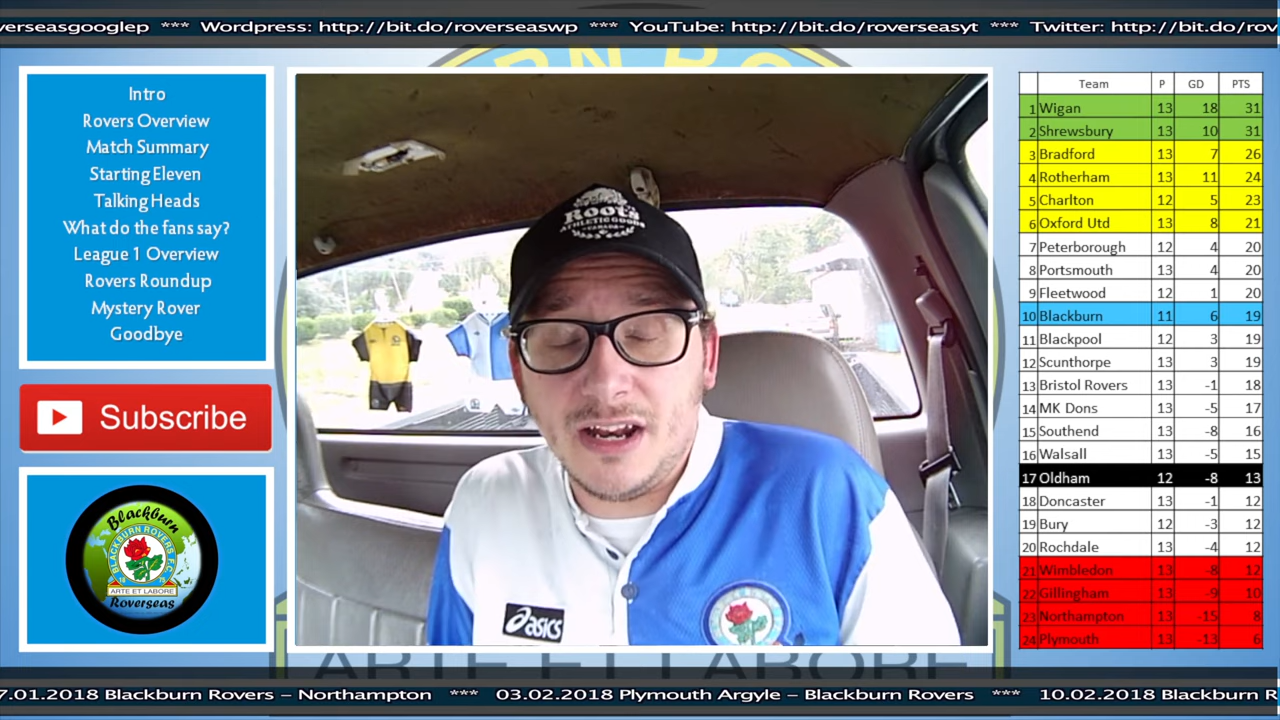 verseasgooglep *** Wordpress: http://bit.do/roverseaswp *** YouTube: http://bit.do/roverseasyt *** Twitter: http://bit.do/rov
Intro
Rovers Overview
Match Summary
Starting Eleven
Talking Heads
What do the fans say?
League 1 Overview
Rovers Roundup
Mystery Rover
Goodbye
Subscribe
Blackburn
BLACKBURN ROVERS F.C.
1875
ARTE ET LABORE
Roverseas
Roots
ATHLETIC GOODS
CANADA
asics
Team P GD PTS
1 Wigan 13 18 31
2 Shrewsbury 13 10 31
3 Bradford 13 7 26
4 Rotherham 13 11 24
5 Charlton 12 5 23
6 Oxford Utd 13 8 21
7 Peterborough 12 4 20
8 Portsmouth 13 4 20
9 Fleetwood 12 1 20
10 Blackburn 11 6 19
11 Blackpool 12 3 19
12 Scunthorpe 13 3 19
13 Bristol Rovers 13 -1 18
14 MK Dons 13 -5 17
15 Southend 13 -8 16
16 Walsall 13 -5 15
17 Oldham 12 -8 13
18 Doncaster 13 -1 12
19 Bury 12 -3 12
20 Rochdale 13 -4 12
21 Wimbledon 13 -8 12
22 Gillingham 13 -9 10
23 Northampton 13 -15 8
24 Plymouth 13 -13 6
ARTE ET LABORE
7.01.2018 Blackburn Rovers – Northampton *** 03.02.2018 Plymouth Argyle – Blackburn Rovers *** 10.02.2018 Blackburn R